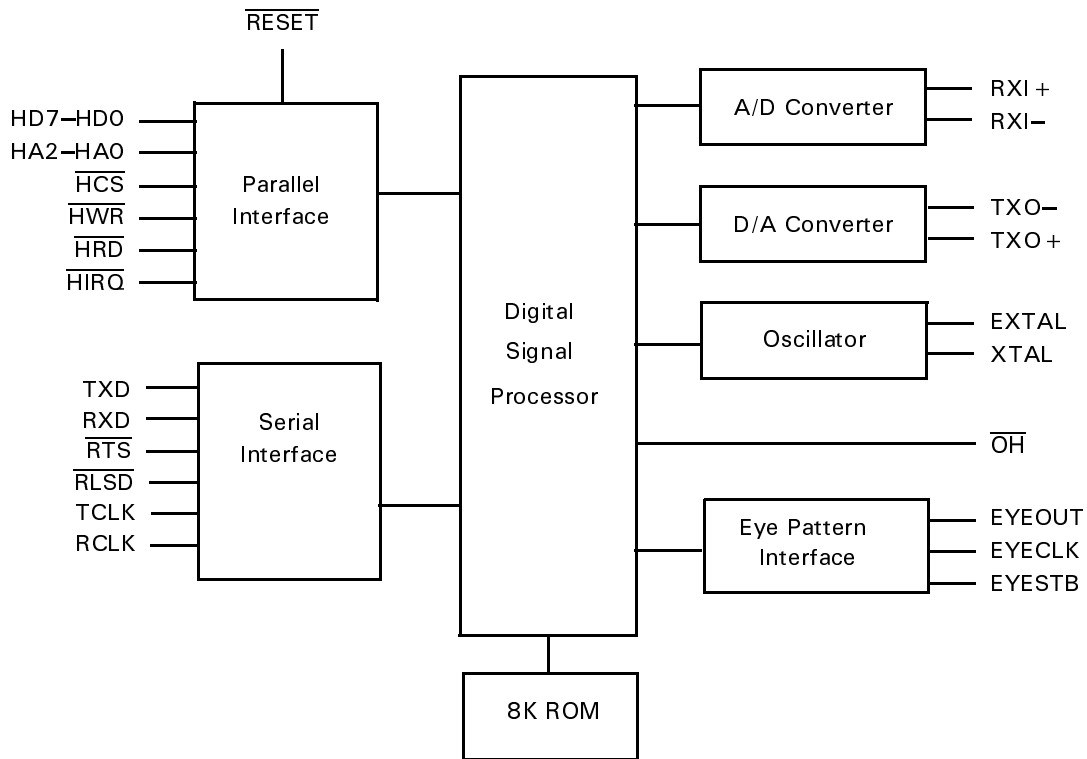 RESET
HD7–HD0
HA2–HA0
HCS
HWR
HRD
HIRQ
Parallel
Interface
TXD
RXD
RTS
RLSD
TCLK
RCLK
Serial
Interface
Digital
Signal
Processor
8K ROM
A/D Converter
RXI+
RXI–
D/A Converter
TXO–
TXO+
Oscillator
EXTAL
XTAL
OH
Eye Pattern
Interface
EYEOUT
EYECLK
EYESTB